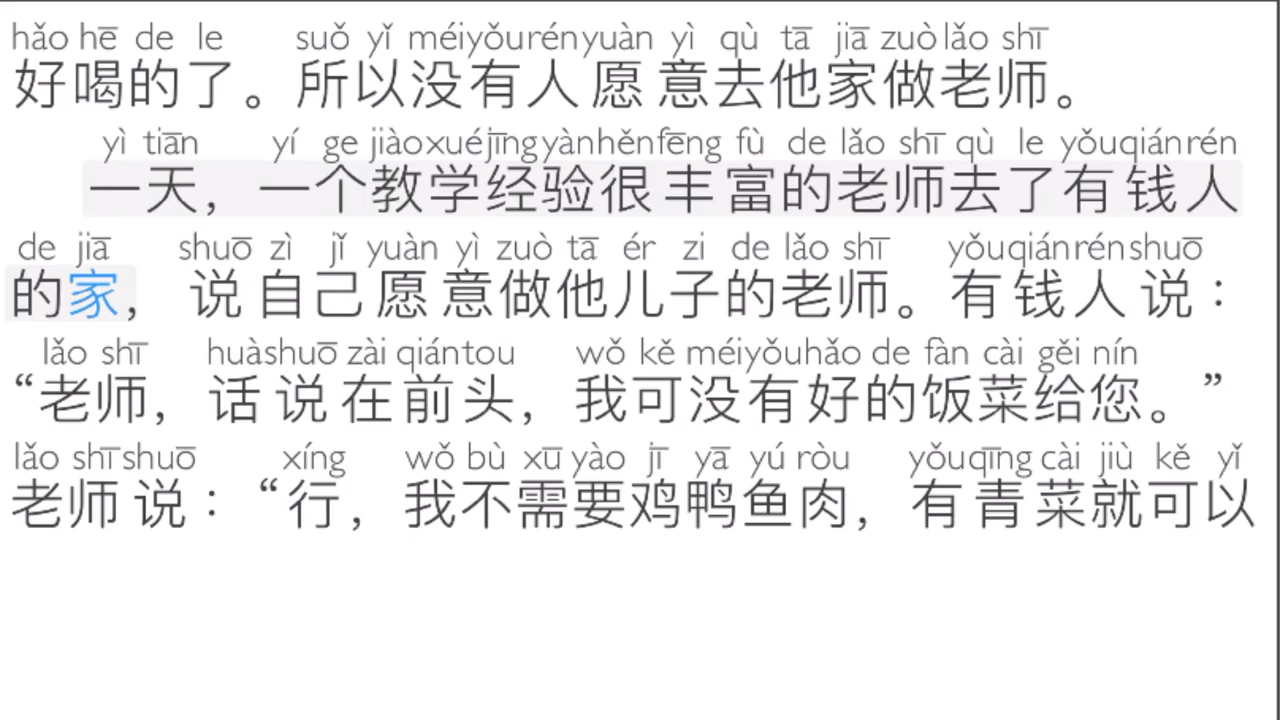 hǎo hē de le suǒ yǐ méiyǒurényuàn yì qù tā jiā zuò lǎo shī
好喝的了。所以没有人愿意去他家做老师。
yì tiān yí ge jiàoxuéjīngyànhěnfēng fù de lǎo shī qù le yǒuqiánrén
一天，一个教学经验很丰富的老师去了有钱人
de jiā shuō zì jǐ yuàn yì zuò tā ér zi de lǎo shī yǒuqiánrénshuō
的家，说自己愿意做他儿子的老师。有钱人说：
lǎo shī huàshuō zài qiántou wǒ kě méiyǒuhǎo de fàn cài gěi nín
“老师，话说在前头，我可没有好的饭菜给您。”
lǎo shīshuō xíng wǒ bù xū yào jī yā yú ròu yǒuqīng cài jiù kě yǐ
老师说：“行，我不需要鸡鸭鱼肉，有青菜就可以